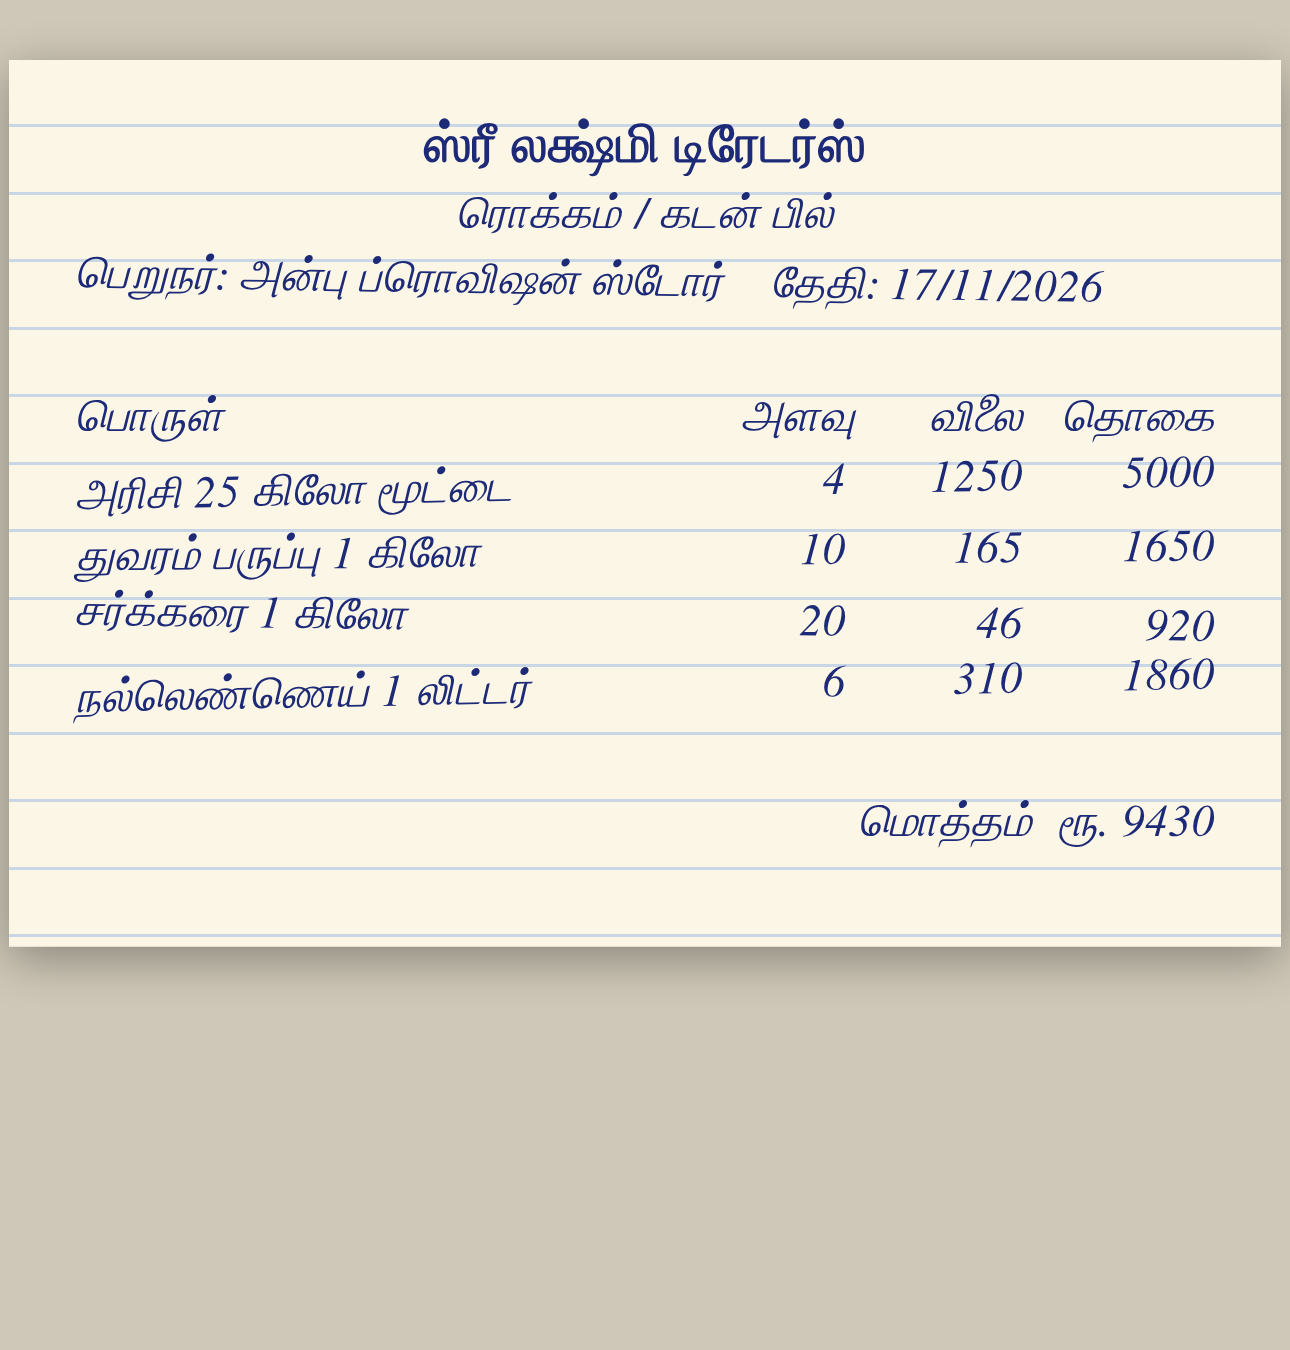 ஸ்ரீ லக்ஷ்மி டிரேடர்ஸ்
ரொக்கம் / கடன் பில்
பெறுநர்: அன்பு ப்ரொவிஷன் ஸ்டோர் தேதி: 17/11/2026
பொருள் அளவு விலை தொகை
அரிசி 25 கிலோ மூட்டை 4 1250 5000
துவரம் பருப்பு 1 கிலோ 10 165 1650
சர்க்கரை 1 கிலோ 20 46 920
நல்லெண்ணெய் 1 லிட்டர் 6 310 1860
மொத்தம் ரூ. 9430